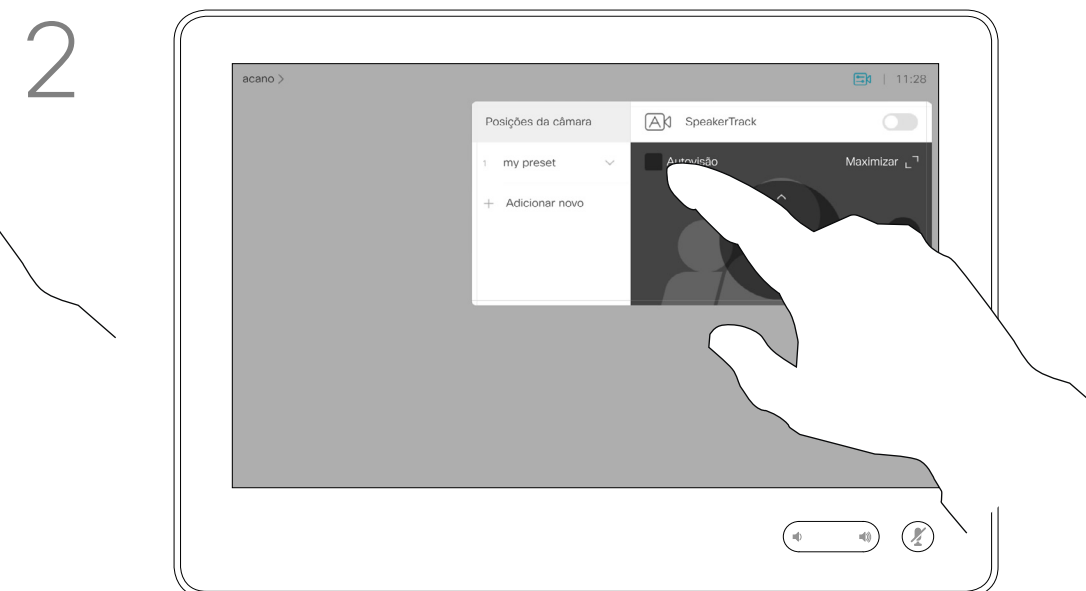 2
acano > | 11:28
Posições da câmara SpeakerTrack
1 my preset Autovisão Maximizar
+ Adicionar novo